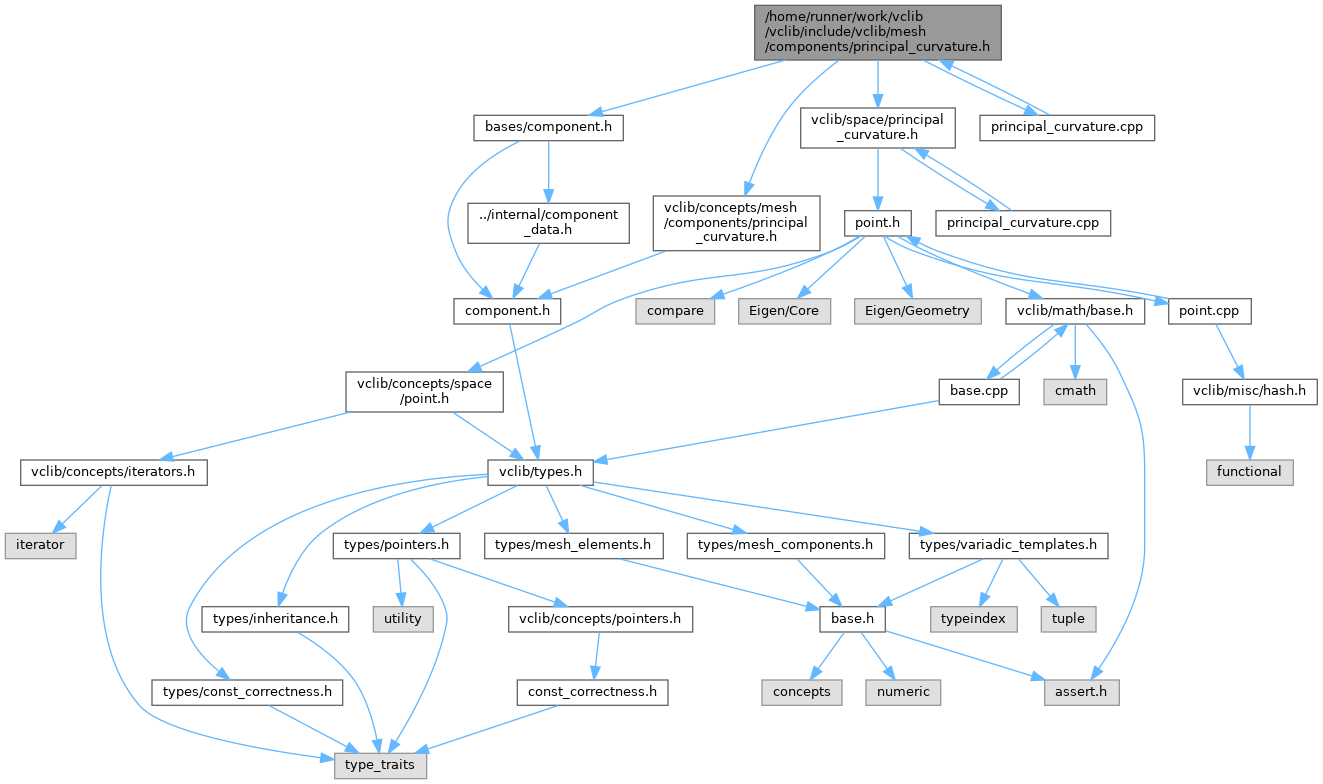 /home/runner/work/vclib
/vclib/include/vclib/mesh
/components/principal_curvature.h
bases/component.h
vclib/space/principal
_curvature.h
principal_curvature.cpp
../internal/component
_data.h
vclib/concepts/mesh
/components/principal
_curvature.h
point.h
principal_curvature.cpp
component.h
compare
Eigen/Core
Eigen/Geometry
vclib/math/base.h
point.cpp
vclib/concepts/space
/point.h
base.cpp
cmath
vclib/misc/hash.h
vclib/concepts/iterators.h
vclib/types.h
functional
iterator
types/pointers.h
types/mesh_elements.h
types/mesh_components.h
types/variadic_templates.h
types/inheritance.h
utility
vclib/concepts/pointers.h
base.h
typeindex
tuple
types/const_correctness.h
const_correctness.h
concepts
numeric
assert.h
type_traits